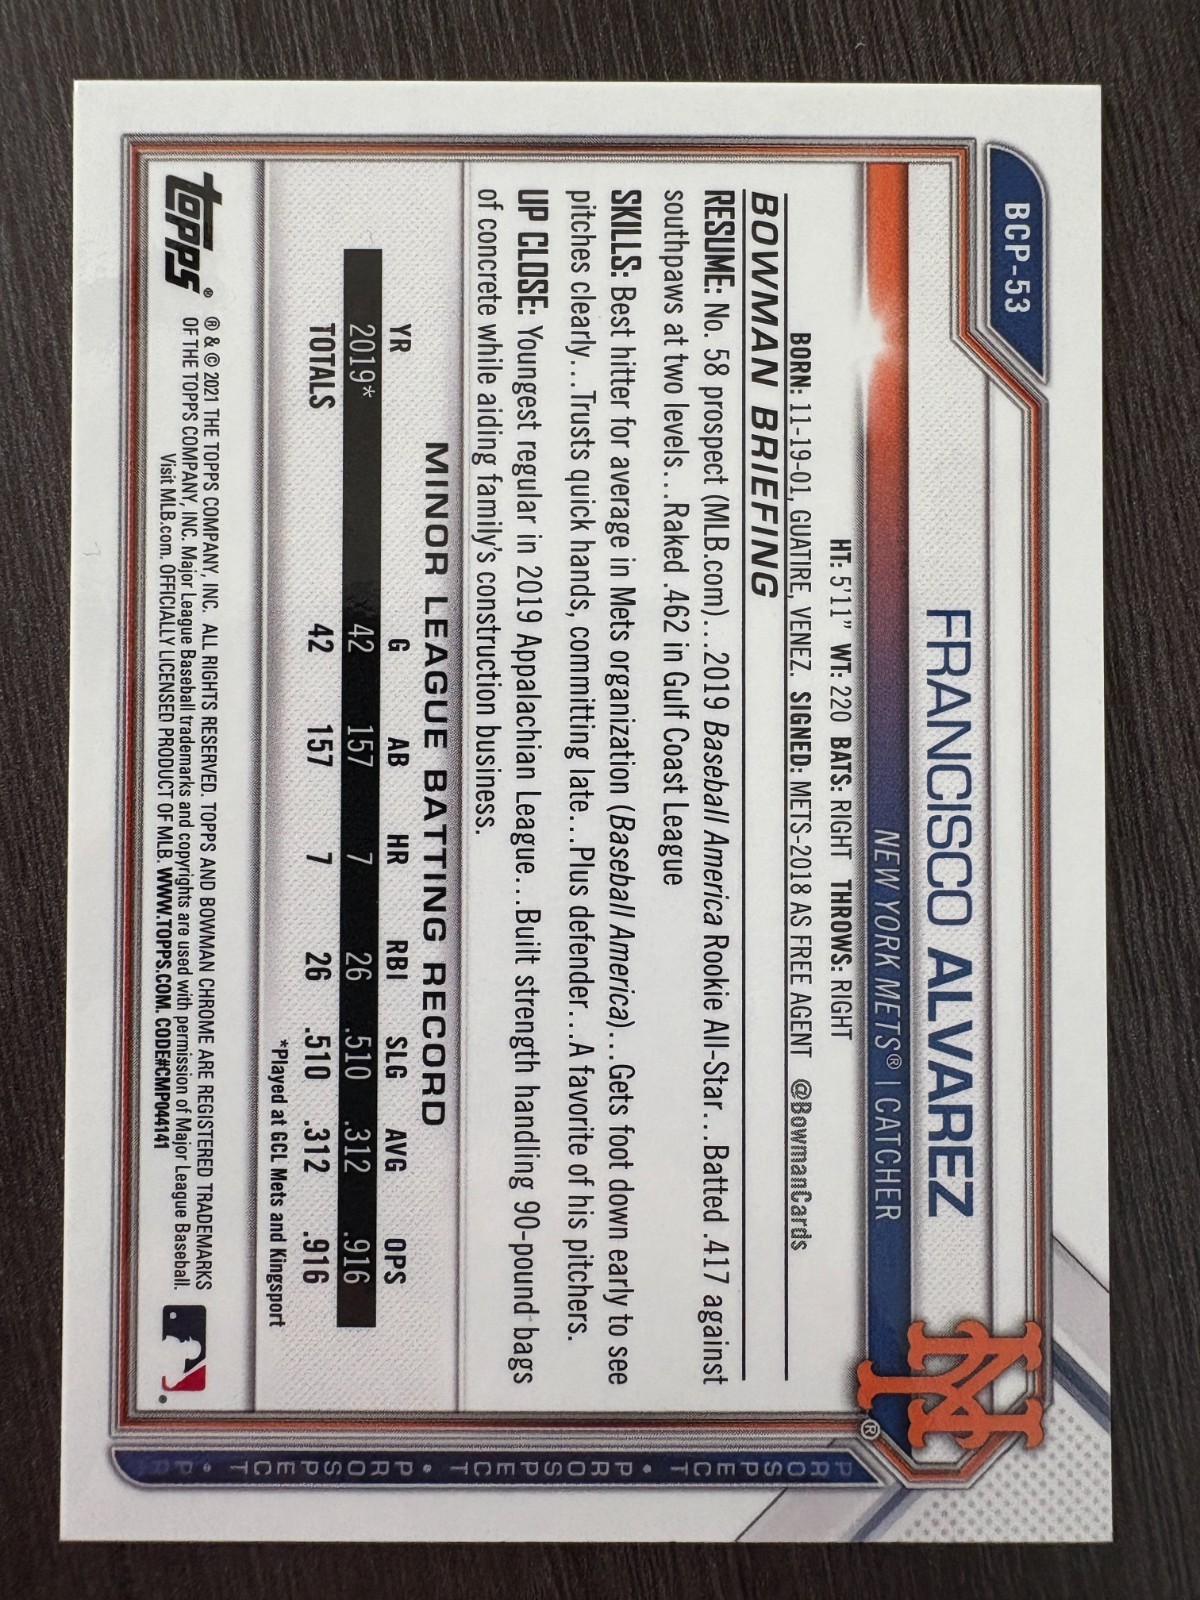 BCP-53
FRANCISCO ALVAREZ
NEW YORK METS® | CATCHER
HT: 5'11" WT: 220 BATS: RIGHT THROWS: RIGHT
BORN: 11-19-01, GUATIRE, VENEZ. SIGNED: METS-2018 AS FREE AGENT @BowmanCards
BOWMAN BRIEFING
RESUME: No. 58 prospect (MLB.com)...2019 Baseball America Rookie All-Star...Batted .417 against
southpaws at two levels...Raked .462 in Gulf Coast League
SKILLS: Best hitter for average in Mets organization (Baseball America)....Gets foot down early to see
pitches clearly...Trusts quick hands, committing late...Plus defender...A favorite of his pitchers.
UP CLOSE: Youngest regular in 2019 Appalachian League...Built strength handling 90-pound bags
of concrete while aiding family's construction business.
MINOR LEAGUE BATTING RECORD
YR G AB HR RBI SLG AVG OPS
2019* 42 157 7 26 .510 .312 .916
TOTALS 42 157 7 26 .510 .312 .916
*Played at GCL Mets and Kingsport
topps®
® & © 2021 THE TOPPS COMPANY, INC. ALL RIGHTS RESERVED. TOPPS AND BOWMAN CHROME ARE REGISTERED TRADEMARKS
OF THE TOPPS COMPANY, INC. Major League Baseball trademarks and copyrights are used with permission of Major League Baseball.
Visit MLB.com. OFFICIALLY LICENSED PRODUCT OF MLB. WWW.TOPPS.COM. CODE#CMP044141
NY ®
PROSPECT • PROSPECT • PROSPECT • PR